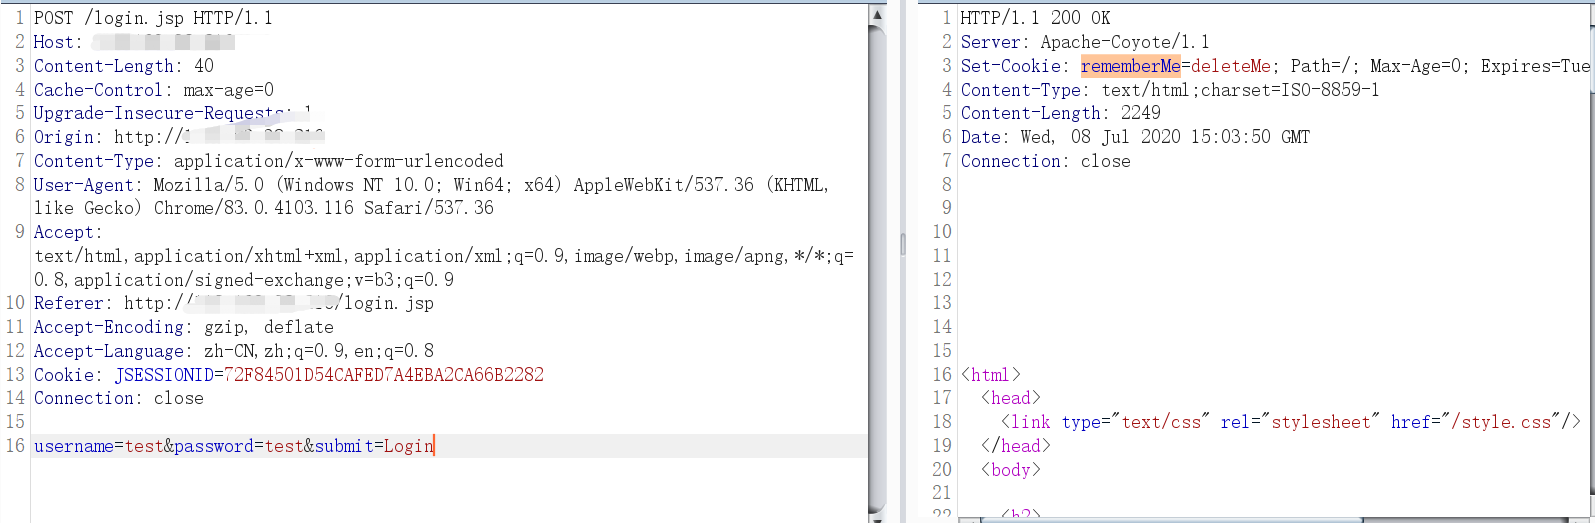 1 POST /login.jsp HTTP/1.1
2 Host:
3 Content-Length: 40
4 Cache-Control: max-age=0
5 Upgrade-Insecure-Requests: 1
6 Origin: http://
7 Content-Type: application/x-www-form-urlencoded
8 User-Agent: Mozilla/5.0 (Windows NT 10.0; Win64; x64) AppleWebKit/537.36 (KHTML,
like Gecko) Chrome/83.0.4103.116 Safari/537.36
9 Accept:
text/html,application/xhtml+xml,application/xml;q=0.9,image/webp,image/apng,*/*;q=
0.8,application/signed-exchange;v=b3;q=0.9
10 Referer: http:///login.jsp
11 Accept-Encoding: gzip, deflate
12 Accept-Language: zh-CN,zh;q=0.9,en;q=0.8
13 Cookie: JSESSIONID=72F84501D54CAFED7A4EBA2CA66B2282
14 Connection: close
15
16 username=test&password=test&submit=Login
1 HTTP/1.1 200 OK
2 Server: Apache-Coyote/1.1
3 Set-Cookie: rememberMe=deleteMe; Path=/; Max-Age=0; Expires=Tue
4 Content-Type: text/html;charset=ISO-8859-1
5 Content-Length: 2249
6 Date: Wed, 08 Jul 2020 15:03:50 GMT
7 Connection: close
8
9
10
11
12
13
14
15
16 <html>
17 <head>
18 <link type="text/css" rel="stylesheet" href="/style.css"/>
19 </head>
20 <body>
21
22 <h2>